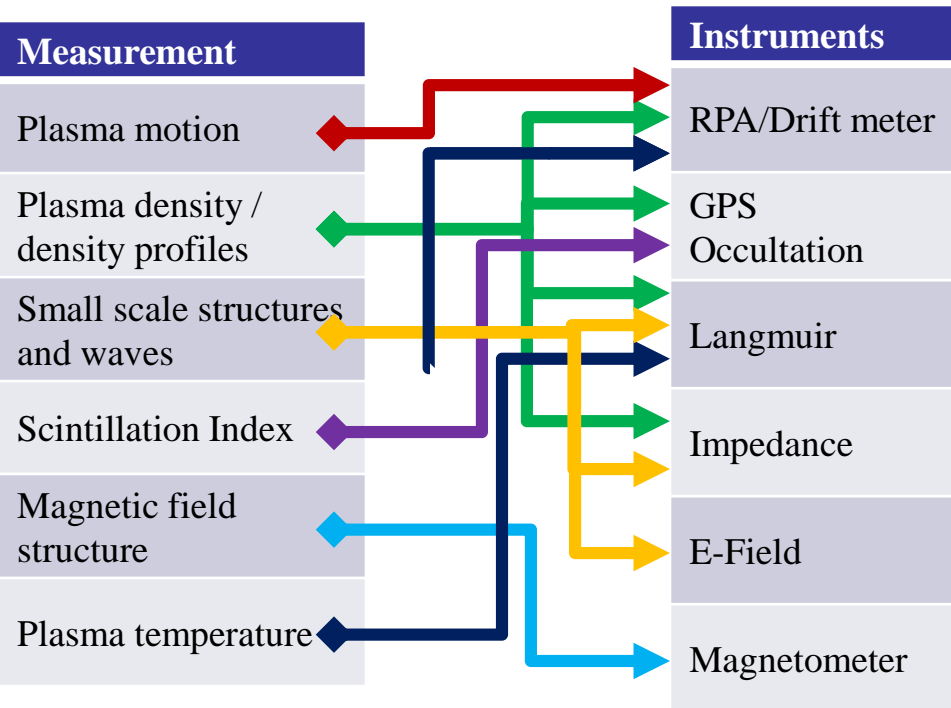 Measurement
Plasma motion
Plasma density /
density profiles
Small scale structures
and waves
Scintillation Index
Magnetic field
structure
Plasma temperature
Instruments
RPA/Drift meter
GPS
Occultation
Langmuir
Impedance
E-Field
Magnetometer